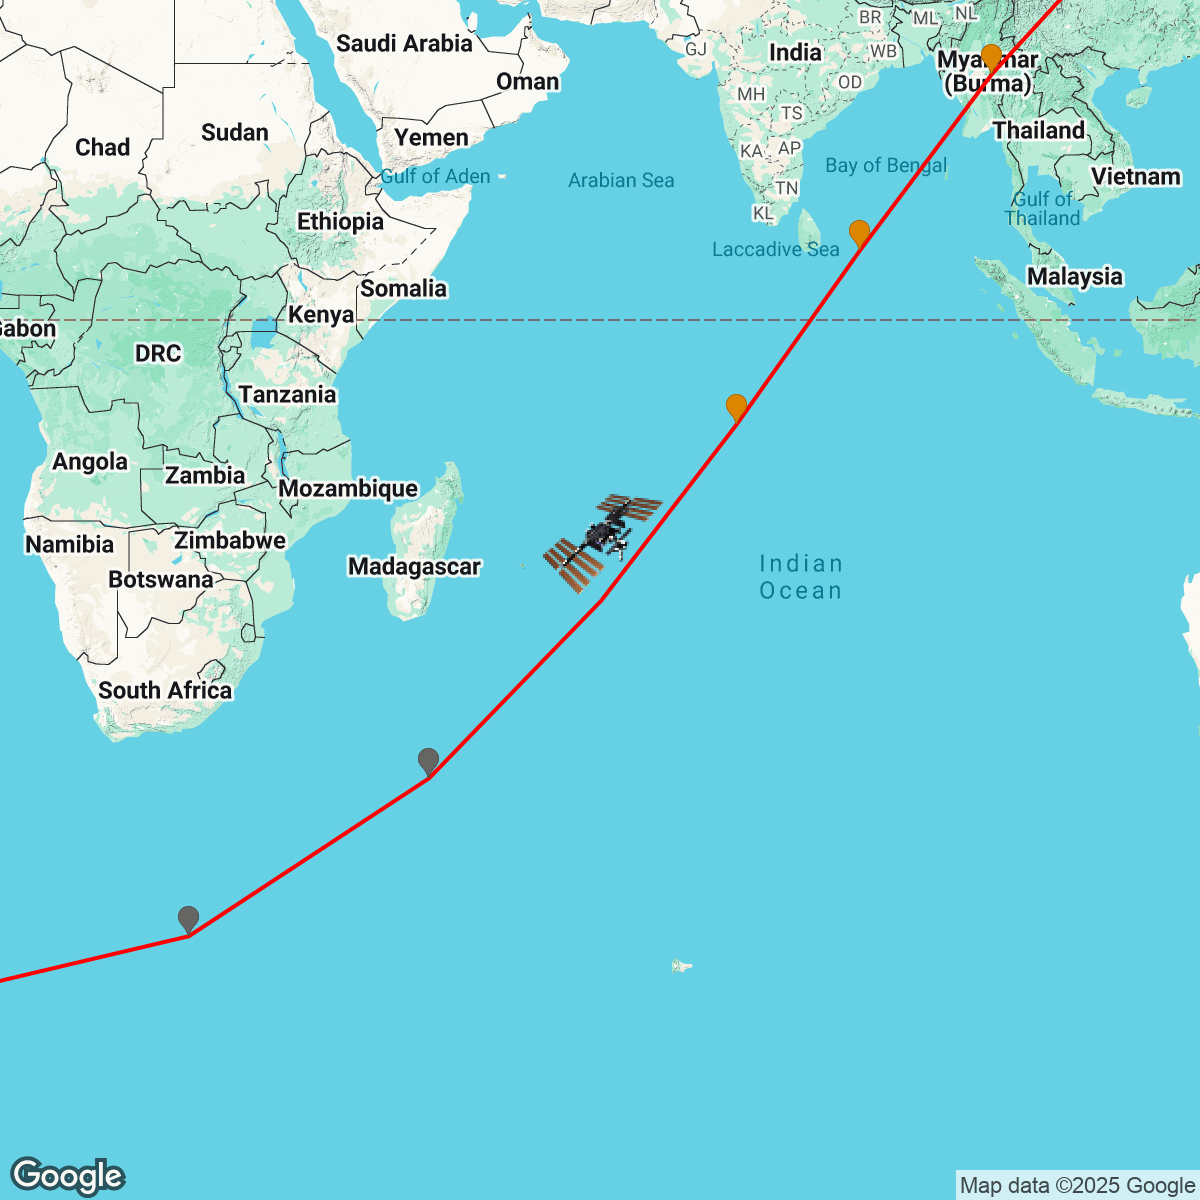 BR
ML
NL
Saudi Arabia
GJ
India
WB
Myanmar
(Burma)
Oman
OD
MH
TS
Chad
Sudan
Yemen
Thailand
KA
AP
Gulf of Aden
Arabian Sea
Bay of Bengal
Vietnam
TN
Ethiopia
KL
Gulf of
Thailand
Laccadive Sea
Somalia
Malaysia
Kenya
Gabon
DRC
Tanzania
Angola
Zambia
Mozambique
Namibia
Zimbabwe
Botswana
Madagascar
Indian
Ocean
South Africa
Google
Map data ©2025 Google